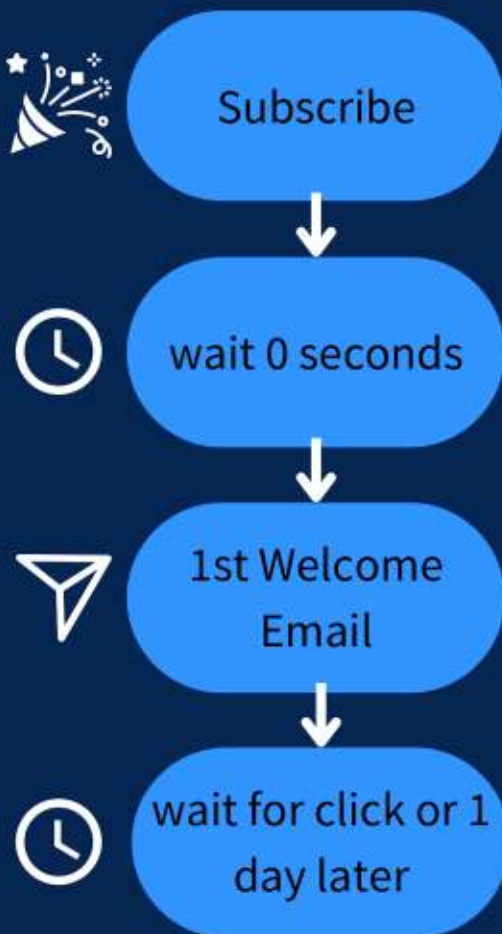 Subscribe
wait 0 seconds
1st Welcome
Email
wait for click or 1
day later